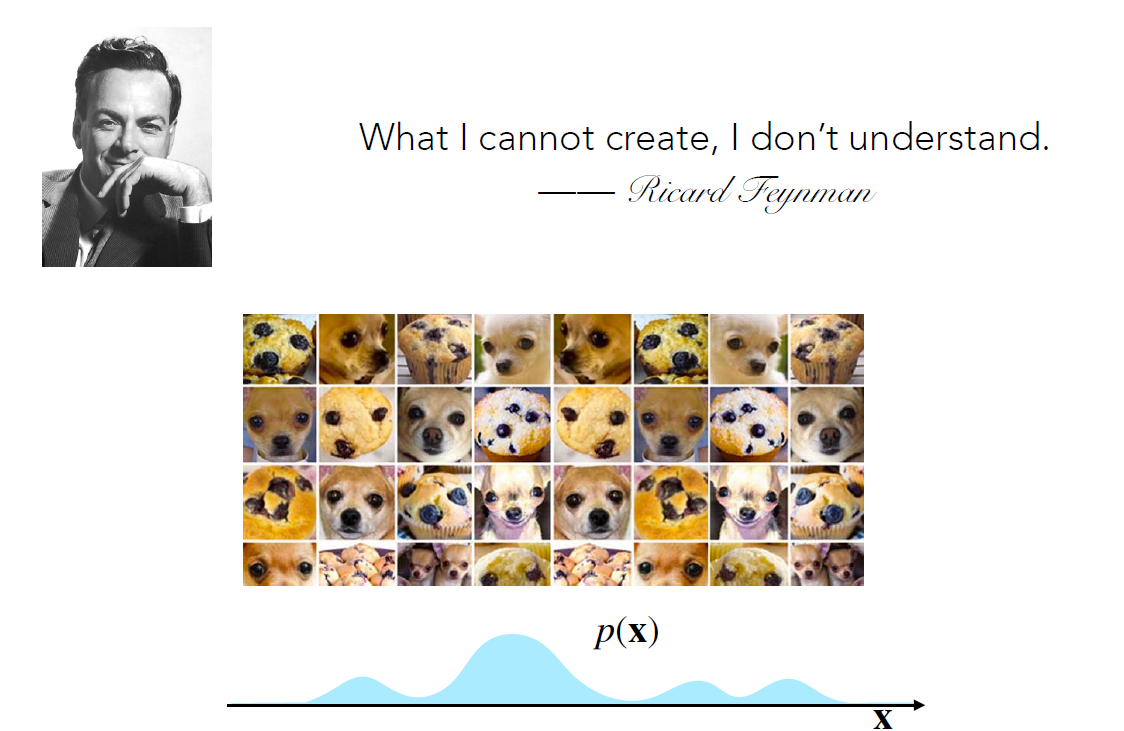 What I cannot create, I don’t understand.
—— Ricard Feynman
p(x)
x